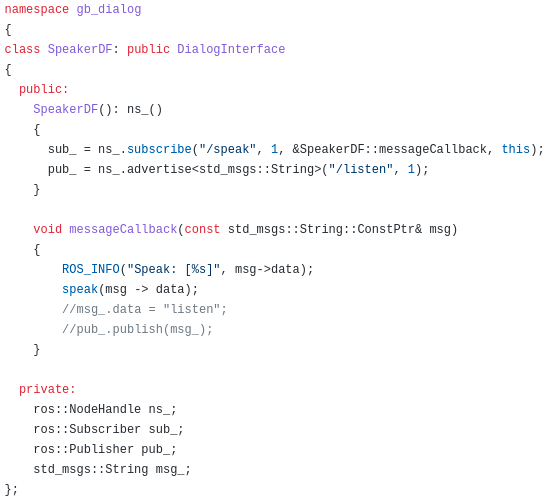 namespace gb_dialog
{
class SpeakerDF: public DialogInterface
{
  public:
    SpeakerDF(): ns_()
    {
      sub_ = ns_.subscribe("/speak", 1, &SpeakerDF::messageCallback, this);
      pub_ = ns_.advertise<std_msgs::String>("/listen", 1);
    }

    void messageCallback(const std_msgs::String::ConstPtr& msg)
    {
        ROS_INFO("Speak: [%s]", msg->data);
        speak(msg -> data);
        //msg_.data = "listen";
        //pub_.publish(msg_);
    }

  private:
    ros::NodeHandle ns_;
    ros::Subscriber sub_;
    ros::Publisher pub_;
    std_msgs::String msg_;
};